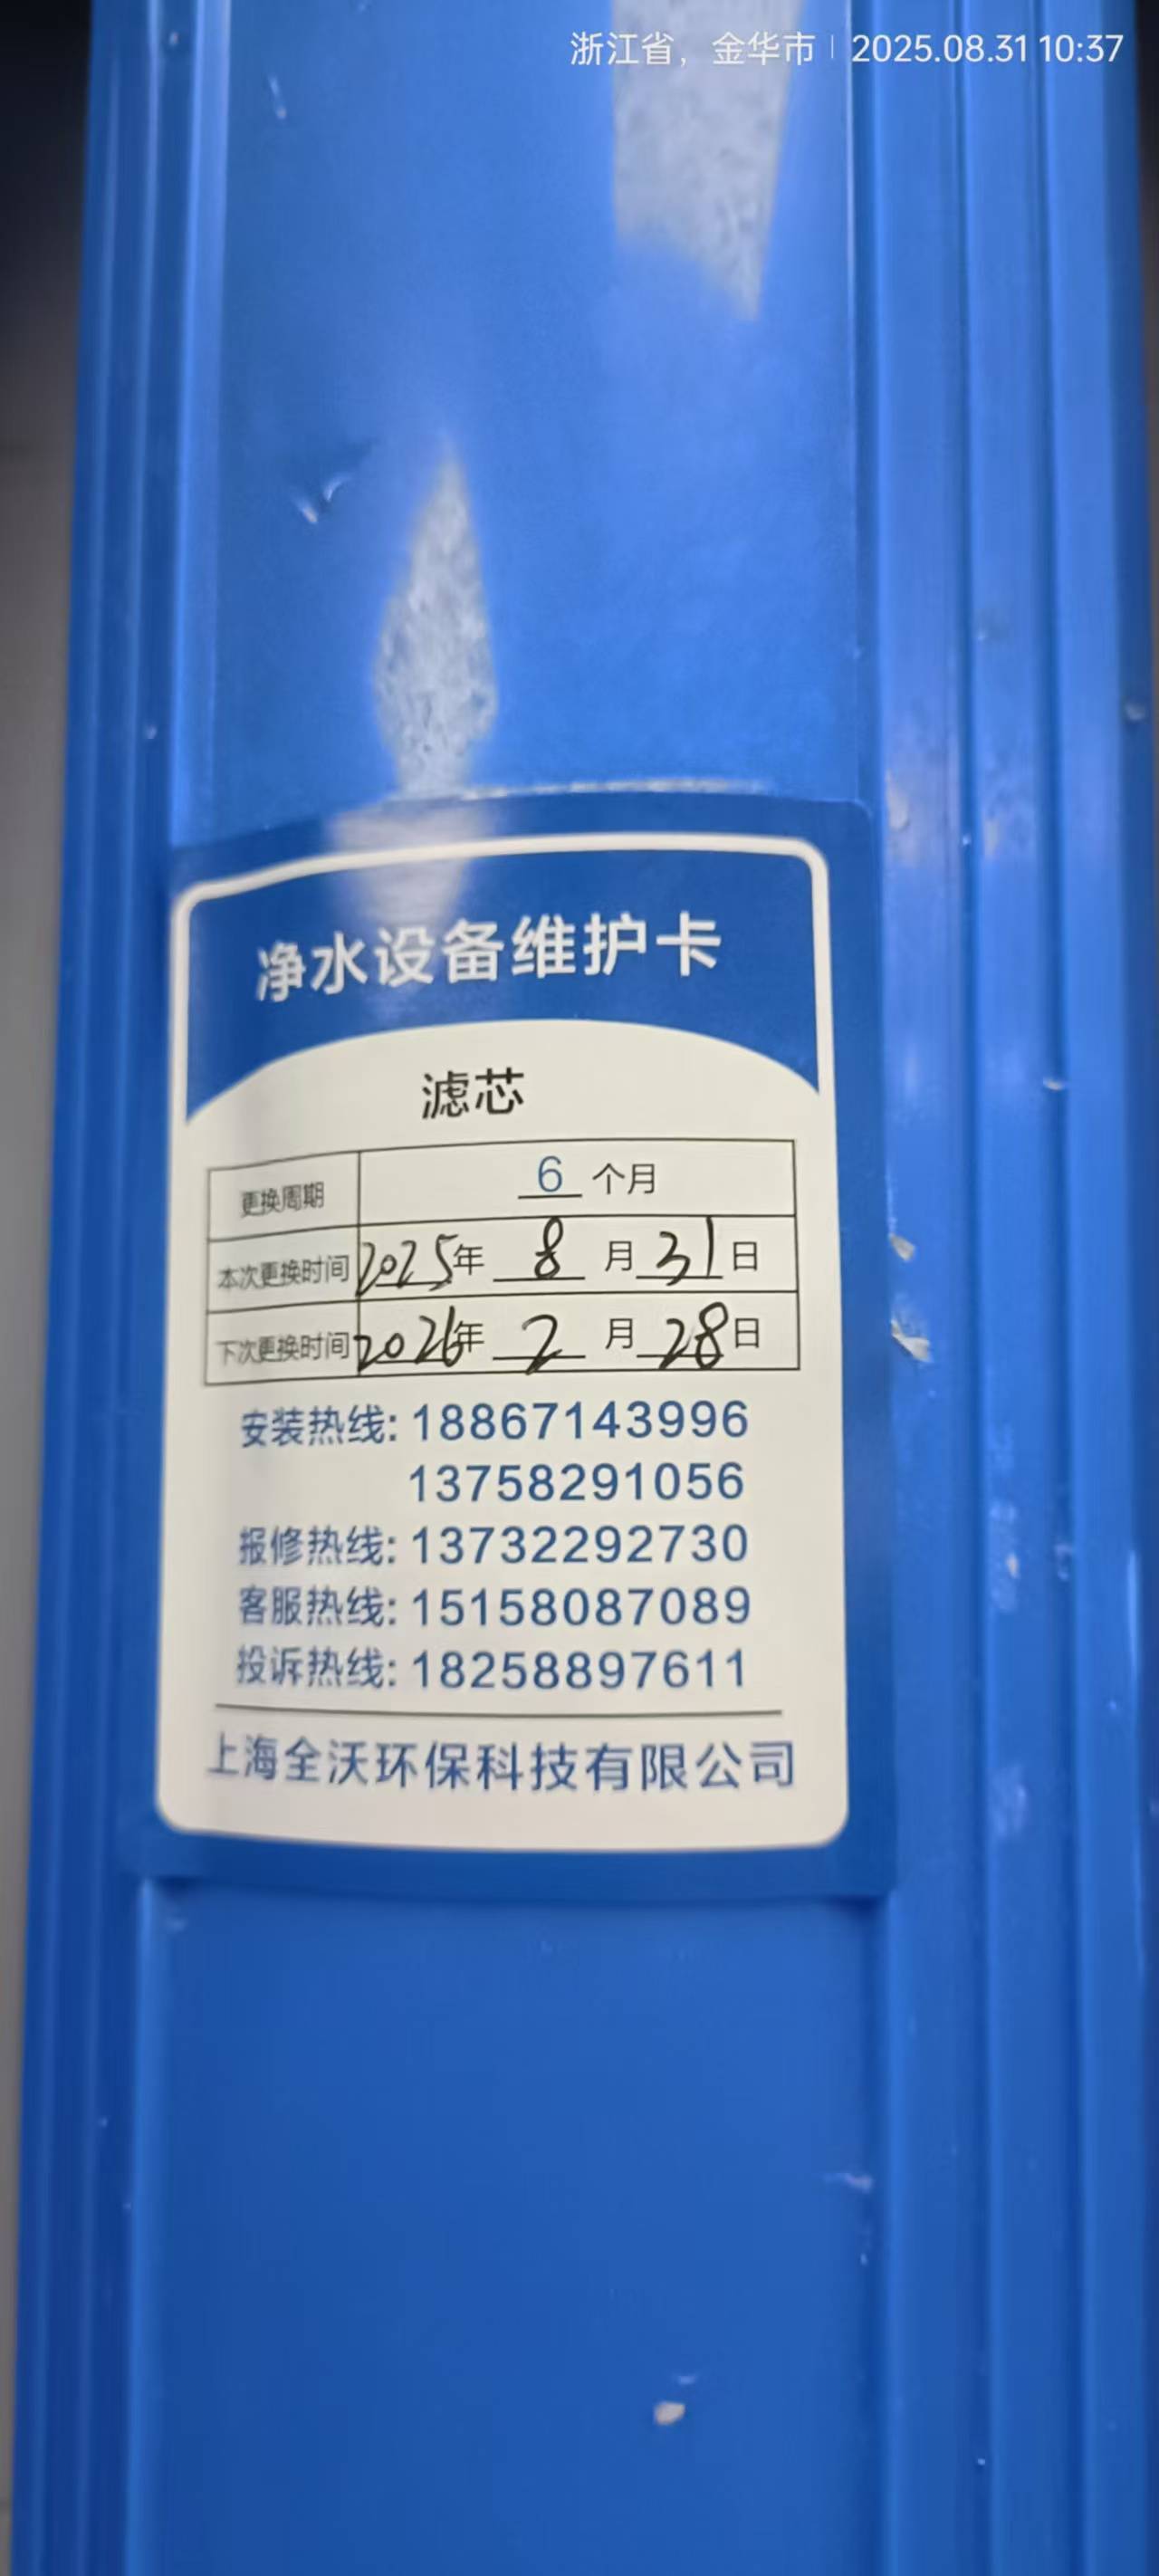 浙江省，金华市 | 2025.08.31 10:37
净水设备维护卡
滤芯
更换周期 6 个月
本次更换时间 2025年 8 月 31 日
下次更换时间 2026年 2 月 28 日
安装热线: 18867143996
13758291056
报修热线: 13732292730
客服热线: 15158087089
投诉热线: 18258897611
上海全沃环保科技有限公司